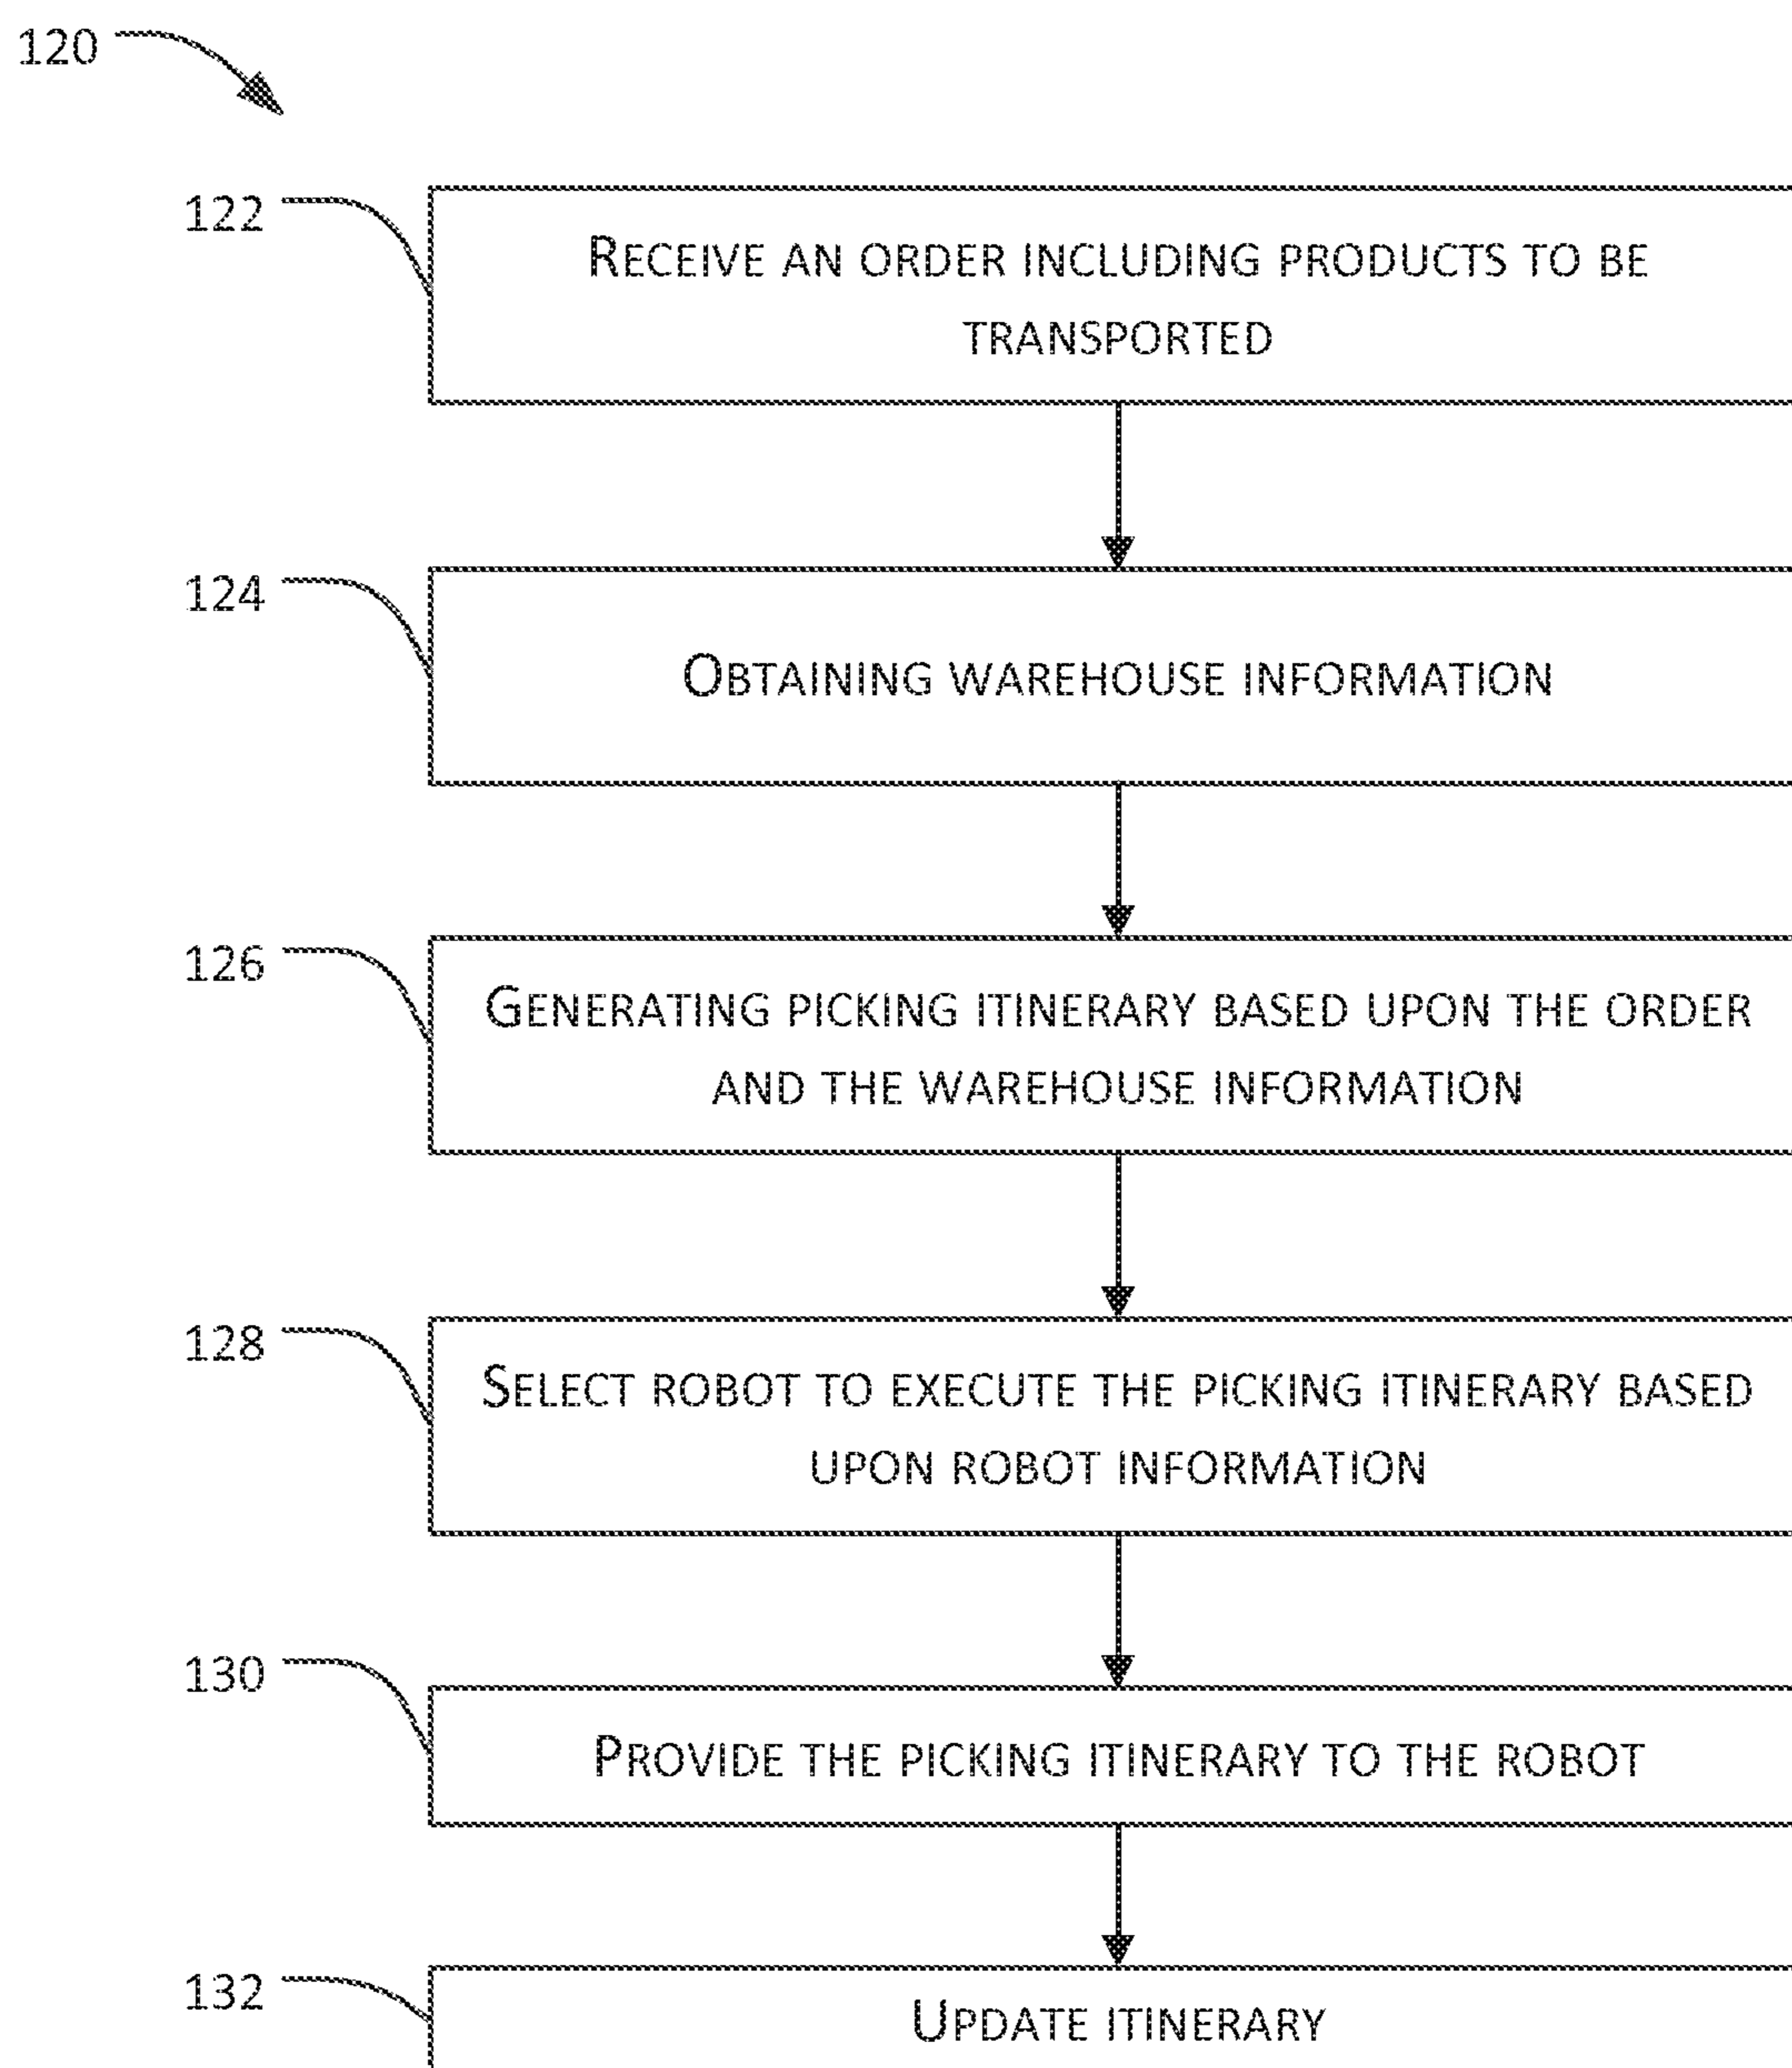 120
122
RECEIVE AN ORDER INCLUDING PRODUCTS TO BE
TRANSPORTED
124
OBTAINING WAREHOUSE INFORMATION
126
GENERATING PICKING ITINERARY BASED UPON THE ORDER
AND THE WAREHOUSE INFORMATION
128
SELECT ROBOT TO EXECUTE THE PICKING ITINERARY BASED
UPON ROBOT INFORMATION
130
PROVIDE THE PICKING ITINERARY TO THE ROBOT
132
UPDATE ITINERARY